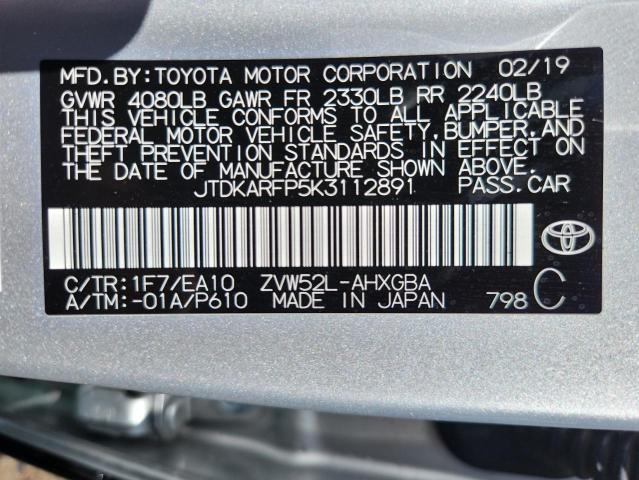 MFD.BY:TOYOTA MOTOR CORPORATION 02/19
GVWR 4080LB GAWR FR 2330LB RR 2240LB
THIS VEHICLE CONFORMS TO ALL APPLICABLE
FEDERAL MOTOR VEHICLE SAFETY,BUMPER,AND
THEFT PREVENTION STANDARDS IN EFFECT ON
THE DATE OF MANUFACTURE SHOWN ABOVE.
JTDKARFP5K3112891 PASS.CAR
C/TR:1F7/EA10 ZVW52L-AHXGBA
A/TM:-01A/P610 MADE IN JAPAN 798 C